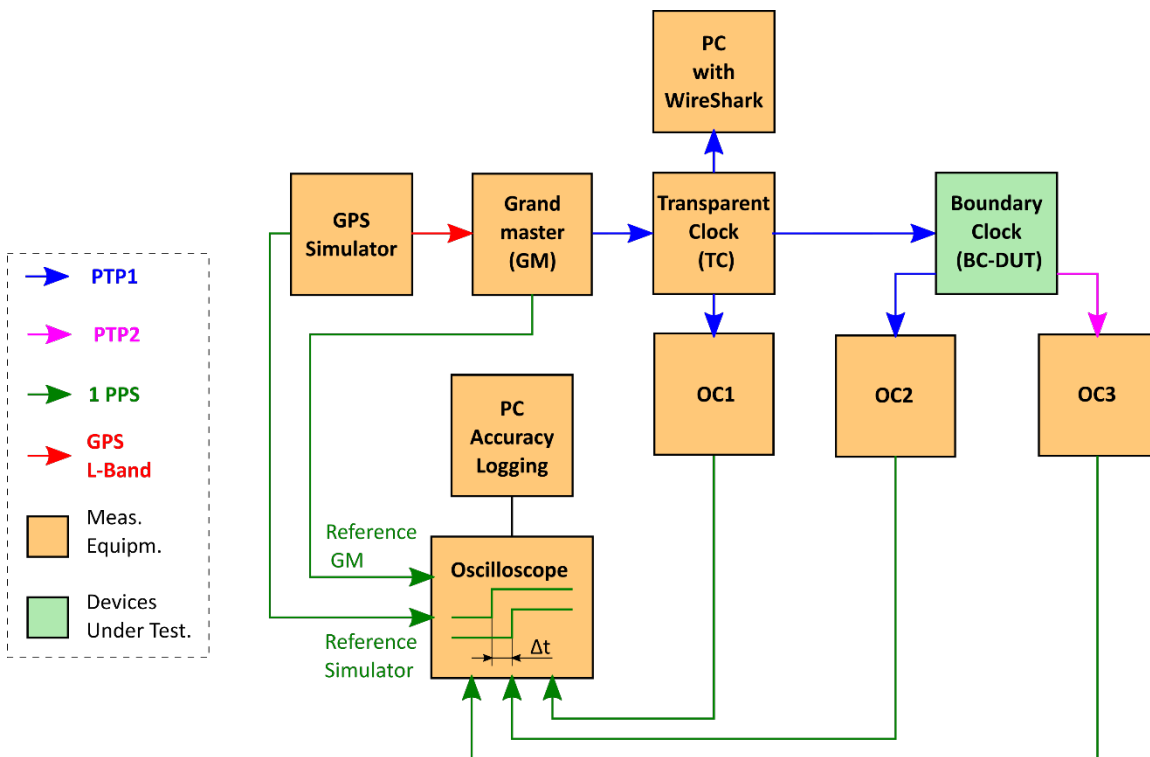 PC
with
WireShark
GPS
Simulator
Grand
master
(GM)
Transparent
Clock
(TC)
Boundary
Clock
(BC-DUT)
PTP1
PTP2
1 PPS
GPS
L-Band
Meas.
Equipm.
Devices
Under Test.
OC1
OC2
OC3
PC
Accuracy
Logging
Reference
GM
Oscilloscope
Δt
Reference
Simulator